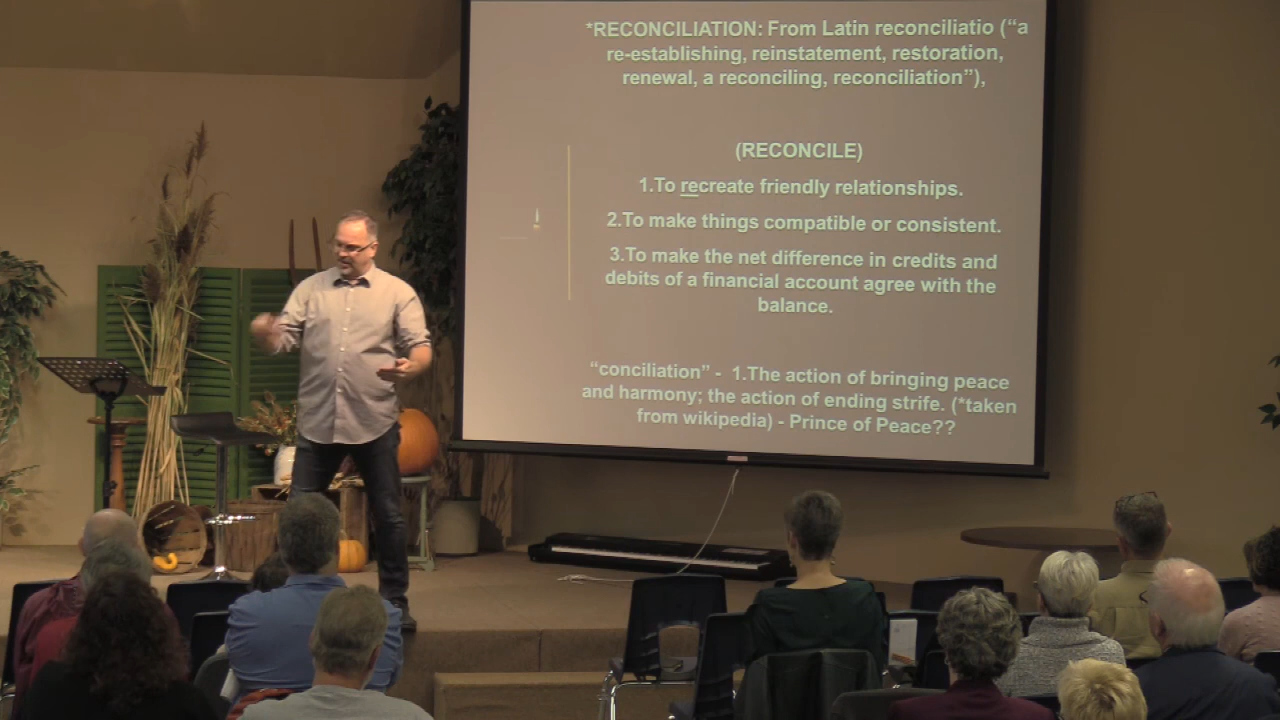 *RECONCILIATION: From Latin reconciliatio (“a
re-establishing, reinstatement, restoration,
renewal, a reconciling, reconciliation”),
(RECONCILE)
1.To recreate friendly relationships.
2.To make things compatible or consistent.
3.To make the net difference in credits and
debits of a financial account agree with the
balance.
“conciliation” - 1.The action of bringing peace
and harmony; the action of ending strife. (*taken
from wikipedia) - Prince of Peace??